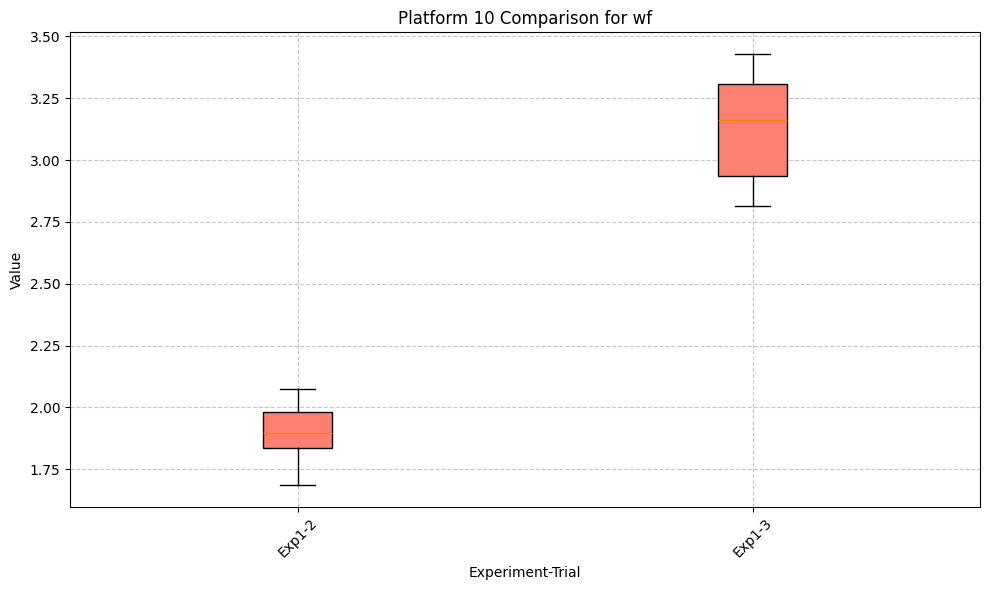 Platform 10 Comparison for wf
3.50
3.25
3.00
2.75
2.50
2.25
2.00
1.75
Value
Exp1-2
Exp1-3
Experiment-Trial